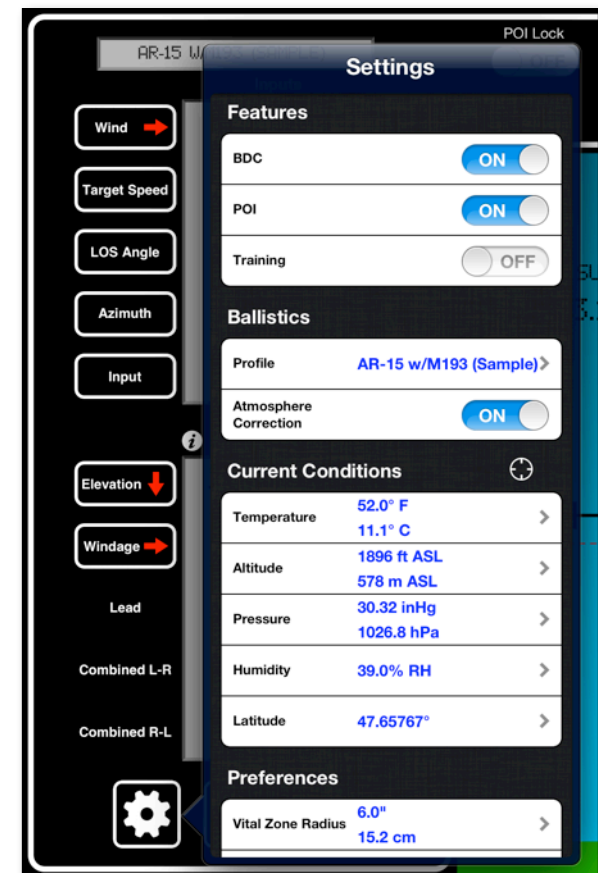 POI Lock
AR-15 W/
Settings
Features
Wind
BDC
ON
Target Speed
POI
ON
LOS Angle
Training
OFF
Azimuth
Ballistics
Profile
AR-15 w/M193 (Sample)
Input
Atmosphere
Correction
ON
i
Current Conditions
Elevation
Temperature
52.0° F
11.1° C
Windage
Altitude
1896 ft ASL
578 m ASL
Lead
Pressure
30.32 inHg
1026.8 hPa
Combined L-R
Humidity
39.0% RH
Combined R-L
Latitude
47.65767°
Preferences
Vital Zone Radius
6.0"
15.2 cm